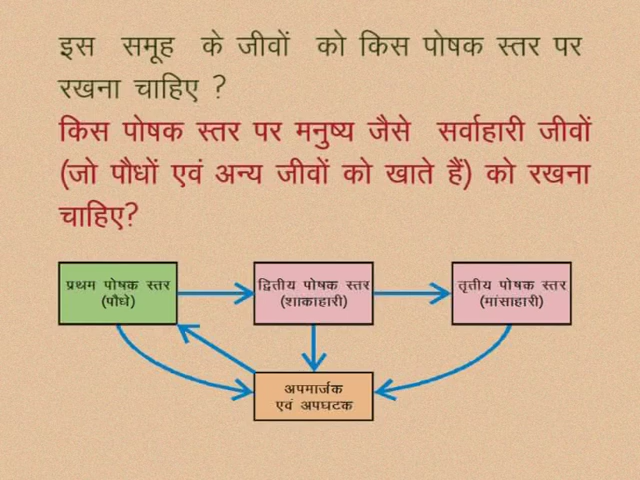 इस समूह के जीवों को किस पोषक स्तर पर
रखना चाहिए ?
किस पोषक स्तर पर मनुष्य जैसे सर्वाहारी जीवों
(जो पौधों एवं अन्य जीवों को खाते हैं) को रखना
चाहिए?
प्रथम पोषक स्तर
(पौधे)
द्वितीय पोषक स्तर
(शाकाहारी)
तृतीय पोषक स्तर
(मांसाहारी)
अपमार्जक
एवं अपघटक